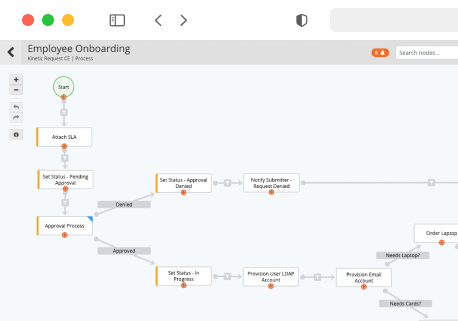 Employee Onboarding
Kinetic Request CE | Process
6
Search nodes...
Start
Attach SLA
Set Status - Pending
Approval
Set Status - Approval
Denied
Notify Submitter -
Request Denied
Denied
Approval Process
Order Laptop
Approved
Needs Laptop?
Set Status - In
Progress
Provision User LDAP
Account
Provision Email
Account
Needs Cards?